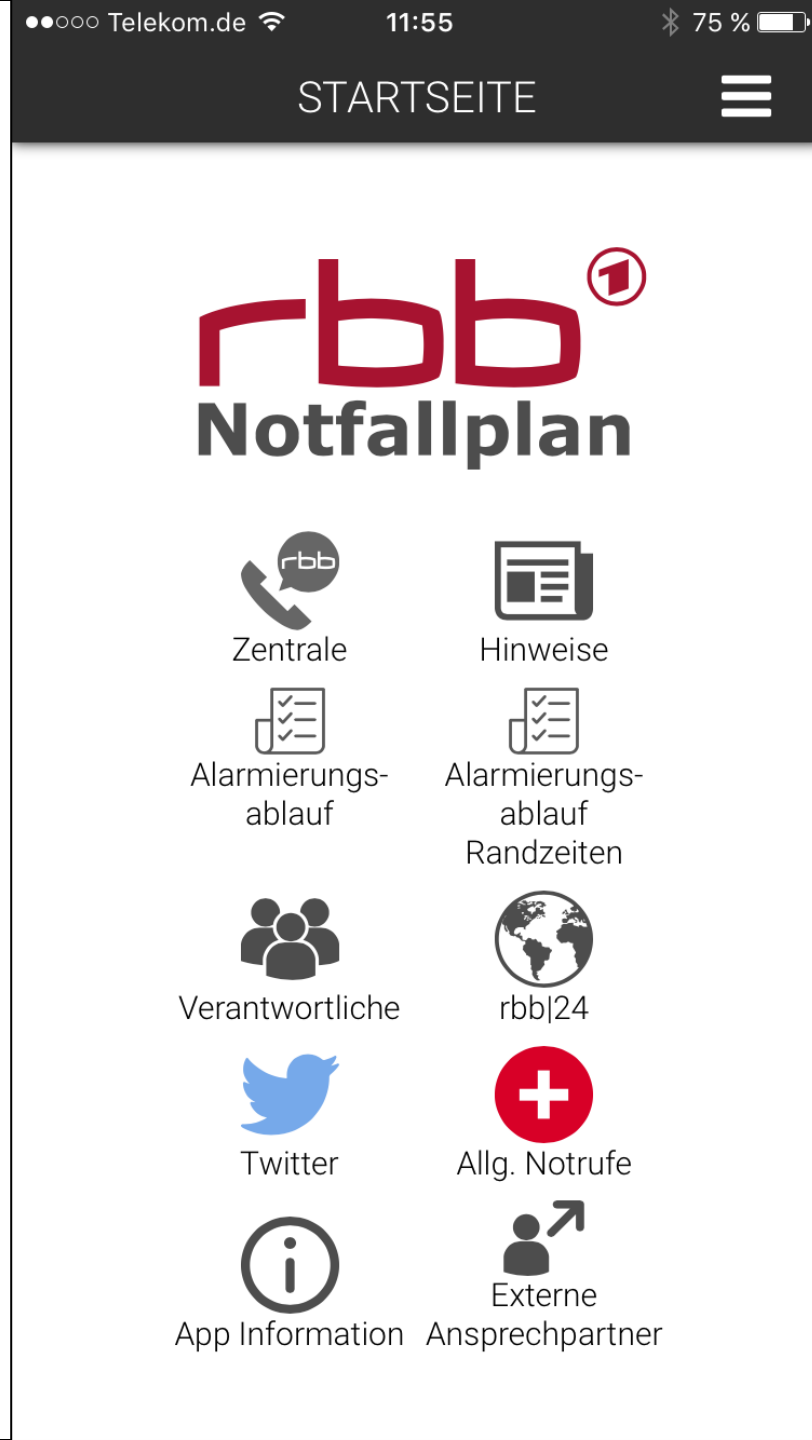 ●●○○○ Telekom.de 11:55 75 %
STARTSEITE
rbb
Notfallplan
rbb
Zentrale
Hinweise
Alarmierungs-
ablauf
Alarmierungs-
ablauf
Randzeiten
Verantwortliche
rbb|24
Twitter
Allg. Notrufe
App Information
Externe
Ansprechpartner